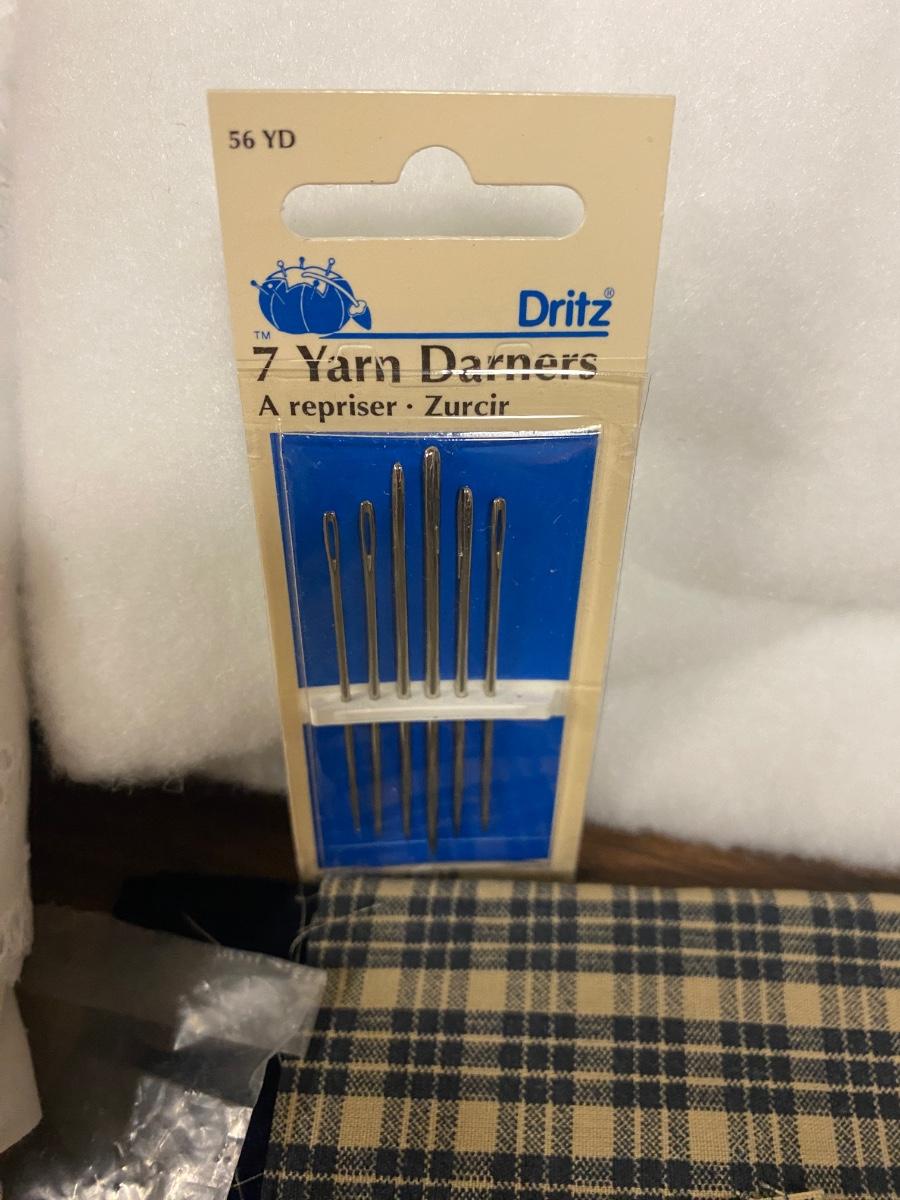 56 YD
Dritz®
TM
7 Yarn Darners
A repriser · Zurcir